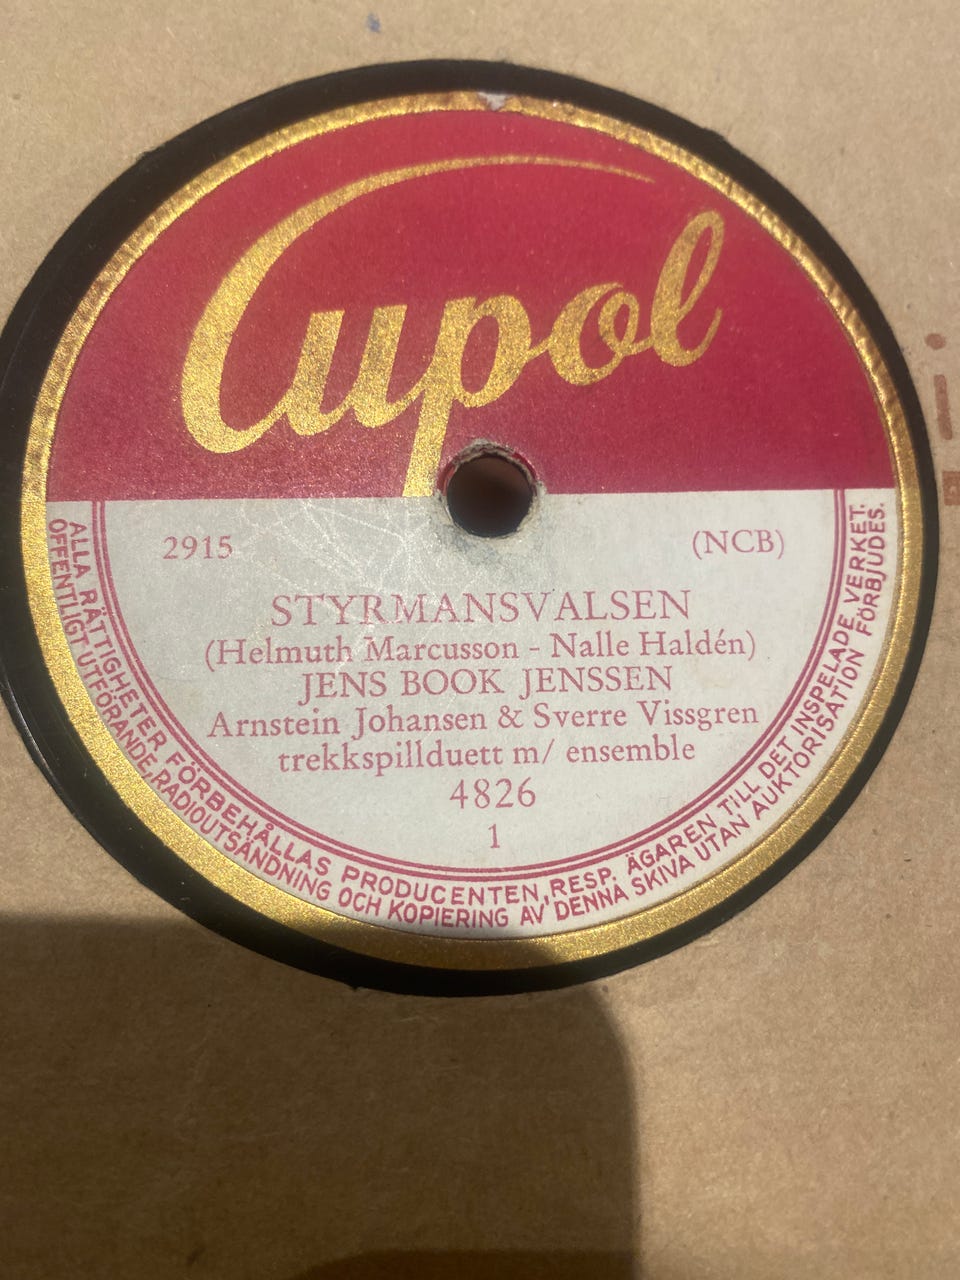 Cupol
2915 (NCB)
STYRMANSVALSEN
(Helmuth Marcusson - Nalle Haldén)
JENS BOOK JENSSEN
Arnstein Johansen & Sverre Vissgren
trekkspillduett m/ ensemble
4826
1
ALLA RÄTTIGHETER FÖRBEHÅLLAS PRODUCENTEN, RESP. ÄGAREN TILL DET INSPELADE VERKET.
OFFENTLIGT UTFÖRANDE, RADIOUTSÄNDNING OCH KOPIERING AV DENNA SKIVA UTAN AUKTORISATION FÖRBJUDES.